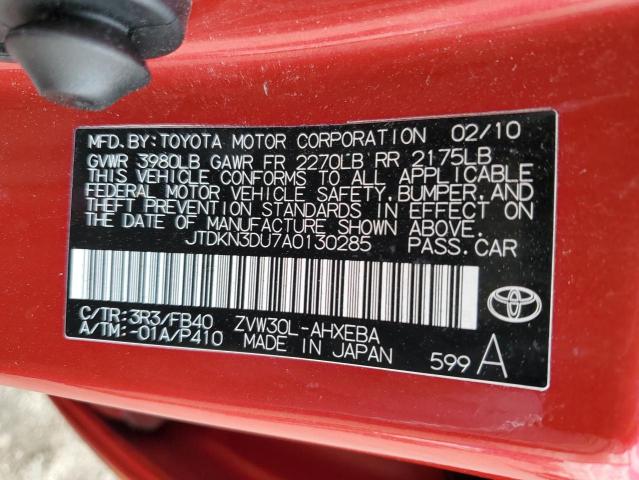 MFD.BY:TOYOTA MOTOR CORPORATION 02/10
GVWR 3980LB GAWR FR 2270LB RR 2175LB
THIS VEHICLE CONFORMS TO ALL APPLICABLE
FEDERAL MOTOR VEHICLE SAFETY,BUMPER,AND
THEFT PREVENTION STANDARDS IN EFFECT ON
THE DATE OF MANUFACTURE SHOWN ABOVE.
JTDKN3DU7A0130285 PASS.CAR
C/TR:3R3/FB40 ZVW30L-AHXEBA
A/TM:-01A/P410 MADE IN JAPAN
599 A